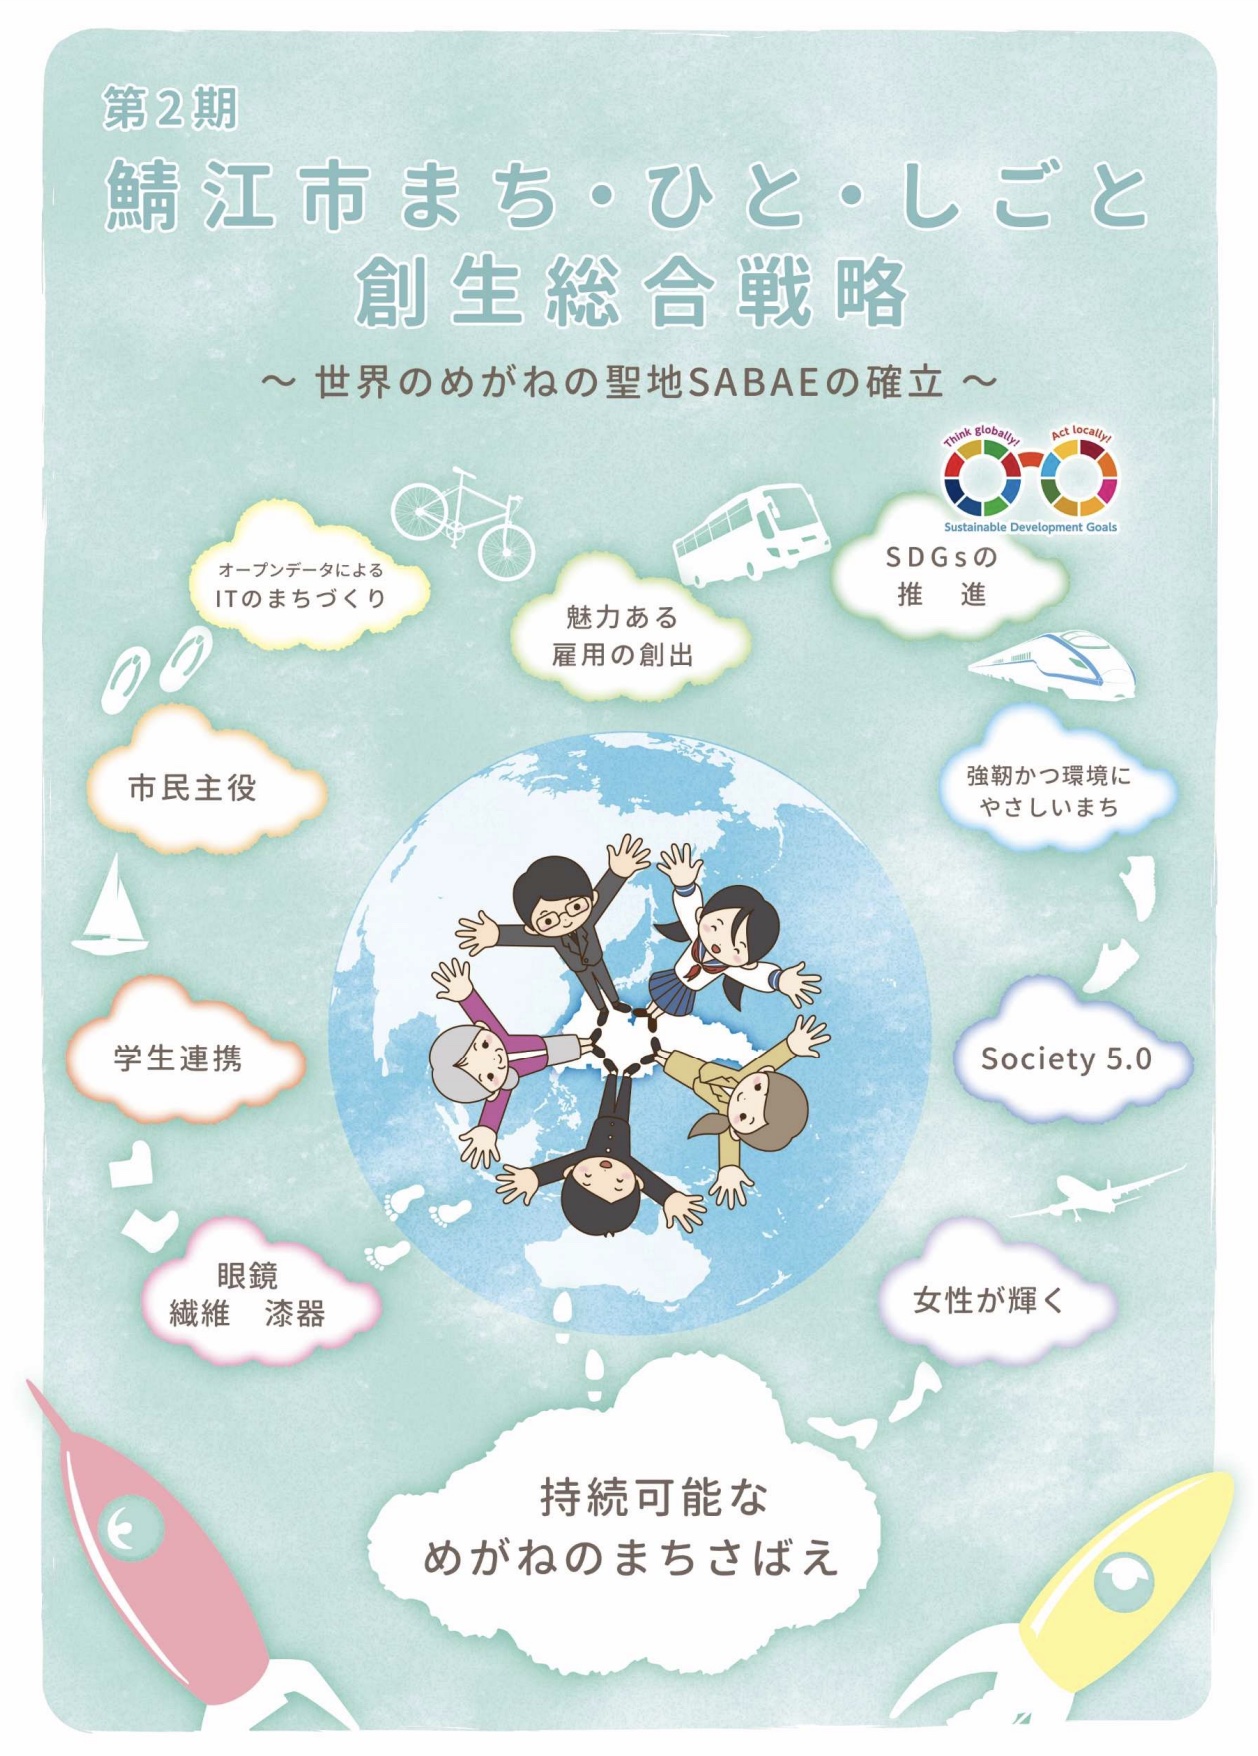 第2期
鯖江市まち・ひと・しごと
創生総合戦略
～ 世界のめがねの聖地SABAEの確立 ～
Think globally!
Act locally!
Sustainable Development Goals
オープンデータによる
ITのまちづくり
魅力ある
雇用の創出
SDGsの
推　進
市民主役
強靭かつ環境に
やさしいまち
学生連携
Society 5.0
眼鏡
繊維　漆器
女性が輝く
持続可能な
めがねのまちさばえ